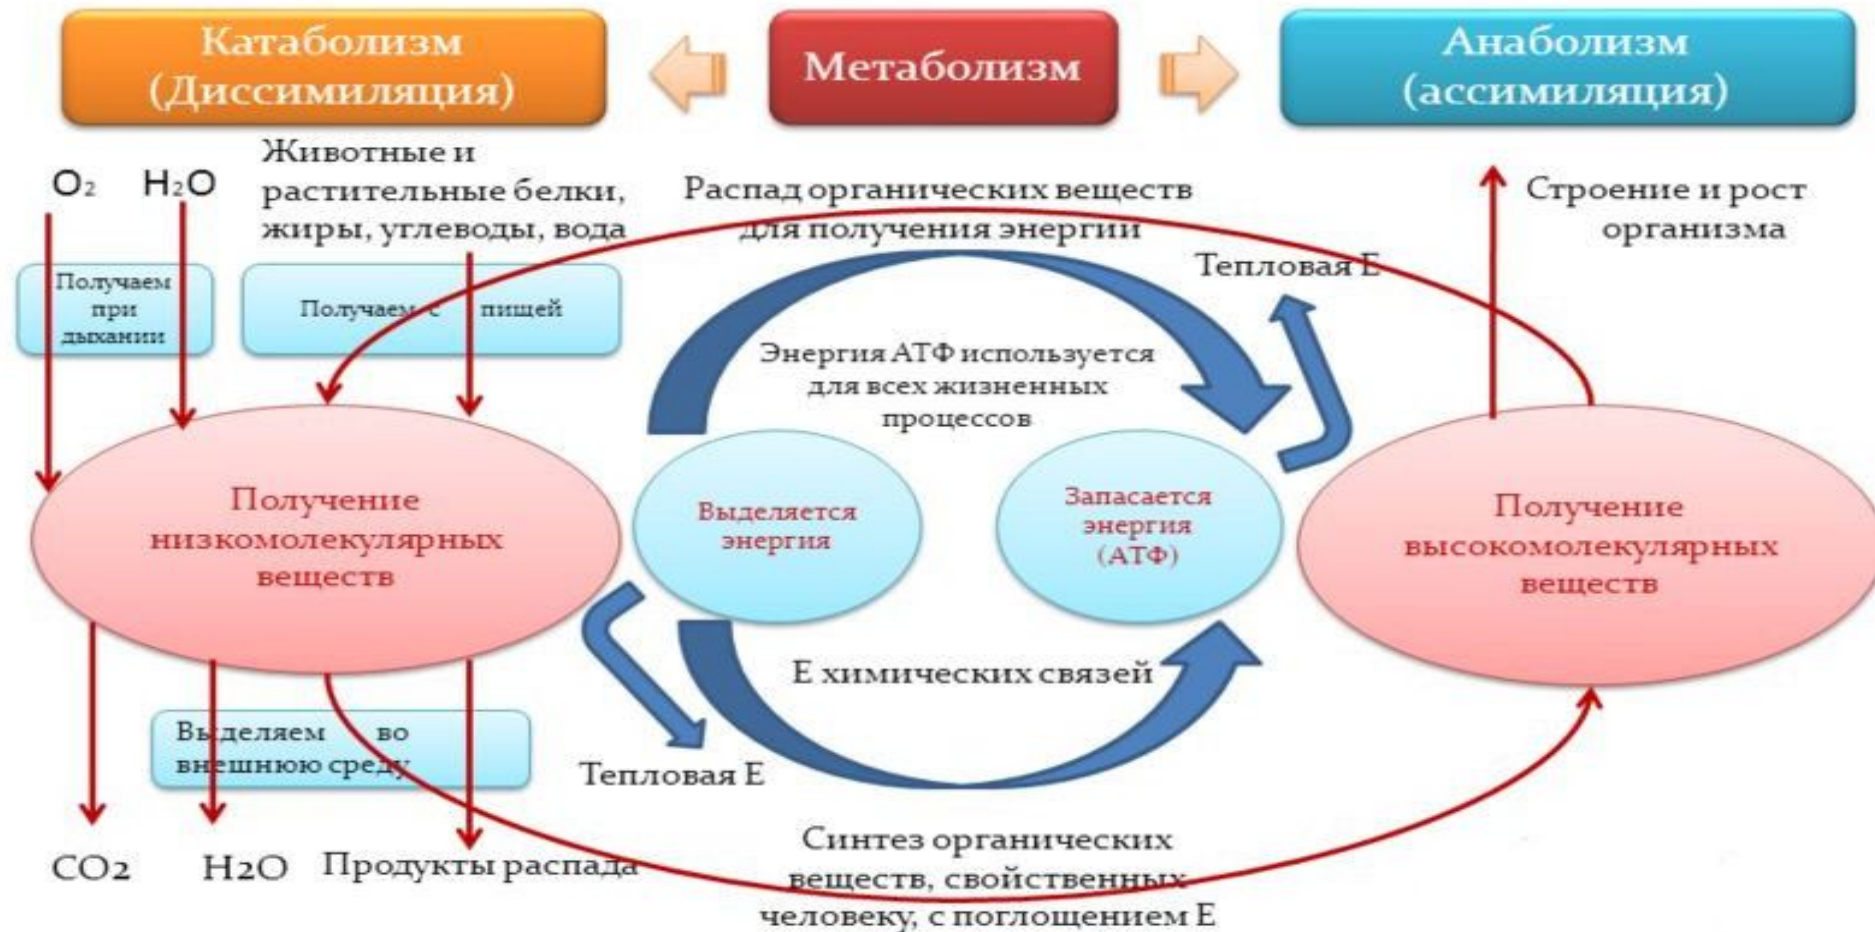 Катаболизм
(Диссимиляция)
Метаболизм
Анаболизм
(ассимиляция)
O₂
H₂O
Животные и
растительные белки,
жиры, углеводы, вода
Распад органических веществ
для получения энергии
Строение и рост
организма
Тепловая Е
Получаем
при
дыхании
Получаем с пищей
Энергия АТФ используется
для всех жизненных
процессов
Получение
низкомолекулярных
веществ
Выделяется
энергия
Запасается
энергия
(АТФ)
Получение
высокомолекулярных
веществ
Е химических связей
Выделяем во
внешнюю среду
Тепловая Е
CO2
H2O
Продукты распада
Синтез органических
веществ, свойственных
человеку, с поглощением Е